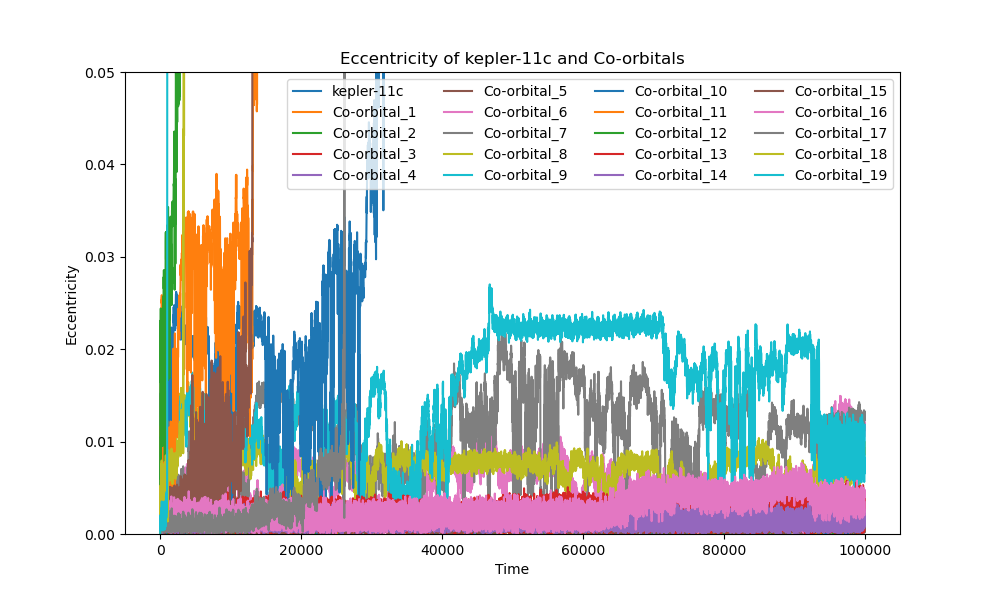 Eccentricity of kepler-11c and Co-orbitals
kepler-11c Co-orbital_5 Co-orbital_10 Co-orbital_15
Co-orbital_1 Co-orbital_6 Co-orbital_11 Co-orbital_16
Co-orbital_2 Co-orbital_7 Co-orbital_12 Co-orbital_17
Co-orbital_3 Co-orbital_8 Co-orbital_13 Co-orbital_18
Co-orbital_4 Co-orbital_9 Co-orbital_14 Co-orbital_19
0.05
0.04
0.03
0.02
0.01
0.00
Eccentricity
0 20000 40000 60000 80000 100000
Time